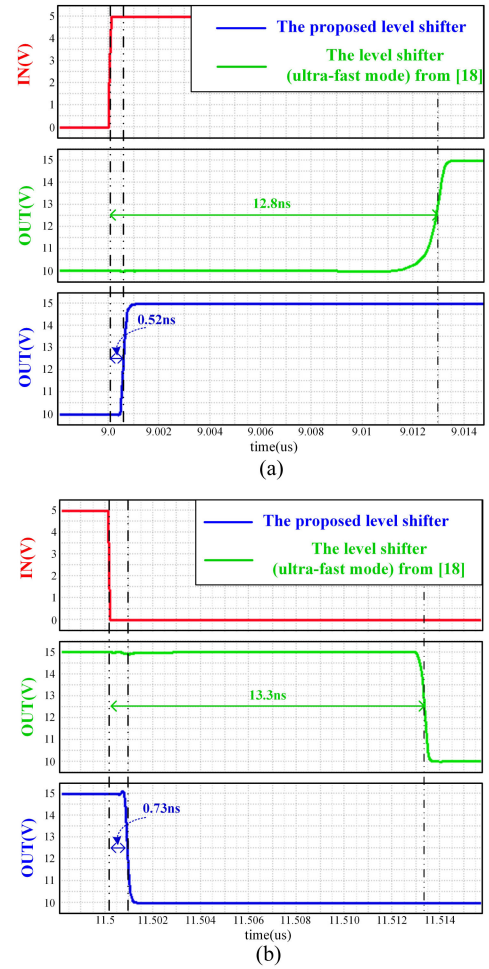 The proposed level shifter
The level shifter
(ultra-fast mode) from [18]
IN(V)
5
4
3
2
1
0
OUT(V)
15
14
13
12
11
10
12.8ns
OUT(V)
15
14
13
12
11
10
0.52ns
9.0 9.002 9.004 9.006 9.008 9.010 9.012 9.014
time(us)
(a)
The proposed level shifter
The level shifter
(ultra-fast mode) from [18]
IN(V)
5
4
3
2
1
0
OUT(V)
15
14
13
12
11
10
13.3ns
OUT(V)
15
14
13
12
11
10
0.73ns
11.5 11.502 11.504 11.506 11.508 11.510 11.512 11.514
time(us)
(b)